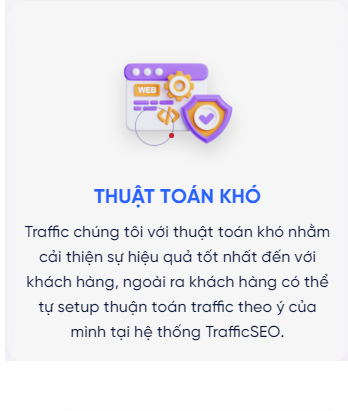 WEB
</>
THUẬT TOÁN KHÓ
Traffic chúng tôi với thuật toán khó nhằm
cải thiện sự hiệu quả tốt nhất đến với
khách hàng, ngoài ra khách hàng có thể
tự setup thuận toán traffic theo ý của
mình tại hệ thống TrafficSEO.